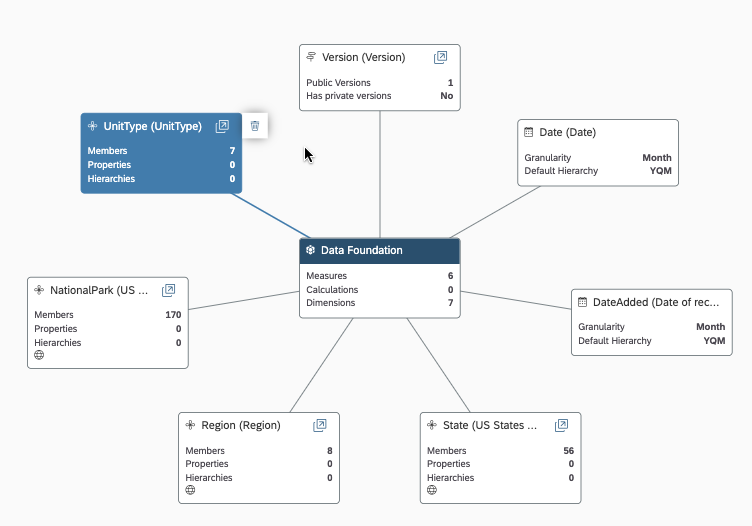 Version (Version)
Public Versions 1
Has private versions No
UnitType (UnitType)
Members 7
Properties 0
Hierarchies 0
Date (Date)
Granularity Month
Default Hierarchy YQM
Data Foundation
Measures 6
Calculations 0
Dimensions 7
NationalPark (US ...
Members 170
Properties 0
Hierarchies 0
DateAdded (Date of rec...
Granularity Month
Default Hierarchy YQM
Region (Region)
Members 8
Properties 0
Hierarchies 0
State (US States ...
Members 56
Properties 0
Hierarchies 0